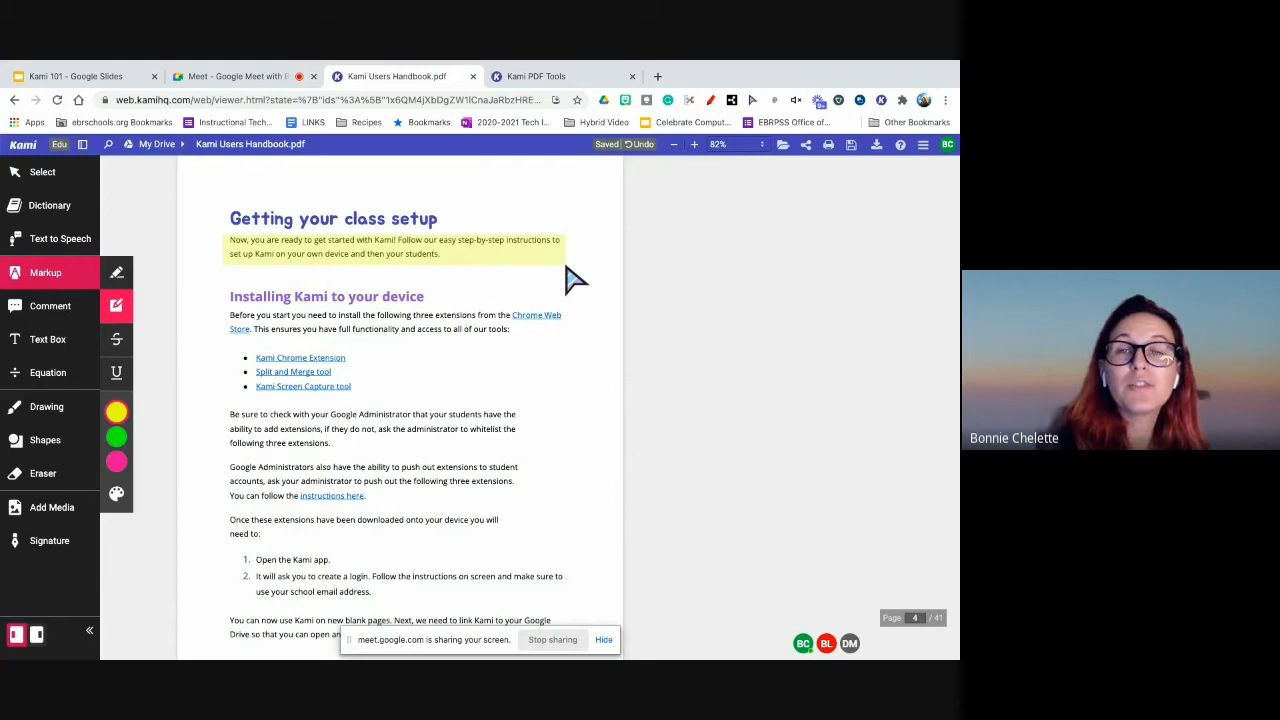 Kami 101 - Google Slides
Meet - Google Meet with B
Kami Users Handbook.pdf
Kami PDF Tools
web.kamihq.com/web/viewer.html?state=%7B"ids"%3A%5B"1x6QM4jXbDgZW1lCnaJaRbzHRE...
Apps
ebrschools.org Bookmarks
Instructional Tech...
LINKS
Recipes
Bookmarks
2020-2021 Tech I...
Hybrid Video
Celebrate Comput...
EBRPSS Office of...
Other Bookmarks
Kami
Edu
My Drive
Kami Users Handbook.pdf
Saved
Undo
82%
BC
Select
Dictionary
Text to Speech
Markup
Comment
Text Box
Equation
Drawing
Shapes
Eraser
Add Media
Signature
Getting your class setup
Now, you are ready to get started with Kami! Follow our easy step-by-step instructions to
set up Kami on your own device and then your students.
Installing Kami to your device
Before you start you need to install the following three extensions from the Chrome Web
Store. This ensures you have full functionality and access to all of our tools:
Kami Chrome Extension
Split and Merge tool
Kami Screen Capture tool
Be sure to check with your Google Administrator that your students have the
ability to add extensions, if they do not, ask the administrator to whitelist the
following three extensions.
Google Administrators also have the ability to push out extensions to student
accounts, ask your administrator to push out the following three extensions.
You can follow the instructions here.
Once these extensions have been downloaded onto your device you will
need to:
1. Open the Kami app.
2. It will ask you to create a login. Follow the instructions on screen and make sure to
use your school email address.
You can now use Kami on new blank pages. Next, we need to link Kami to your Google
Drive so that you can open an
meet.google.com is sharing your screen.
Stop sharing
Hide
Page 4 / 41
BC
BL
DM
Bonnie Chelette